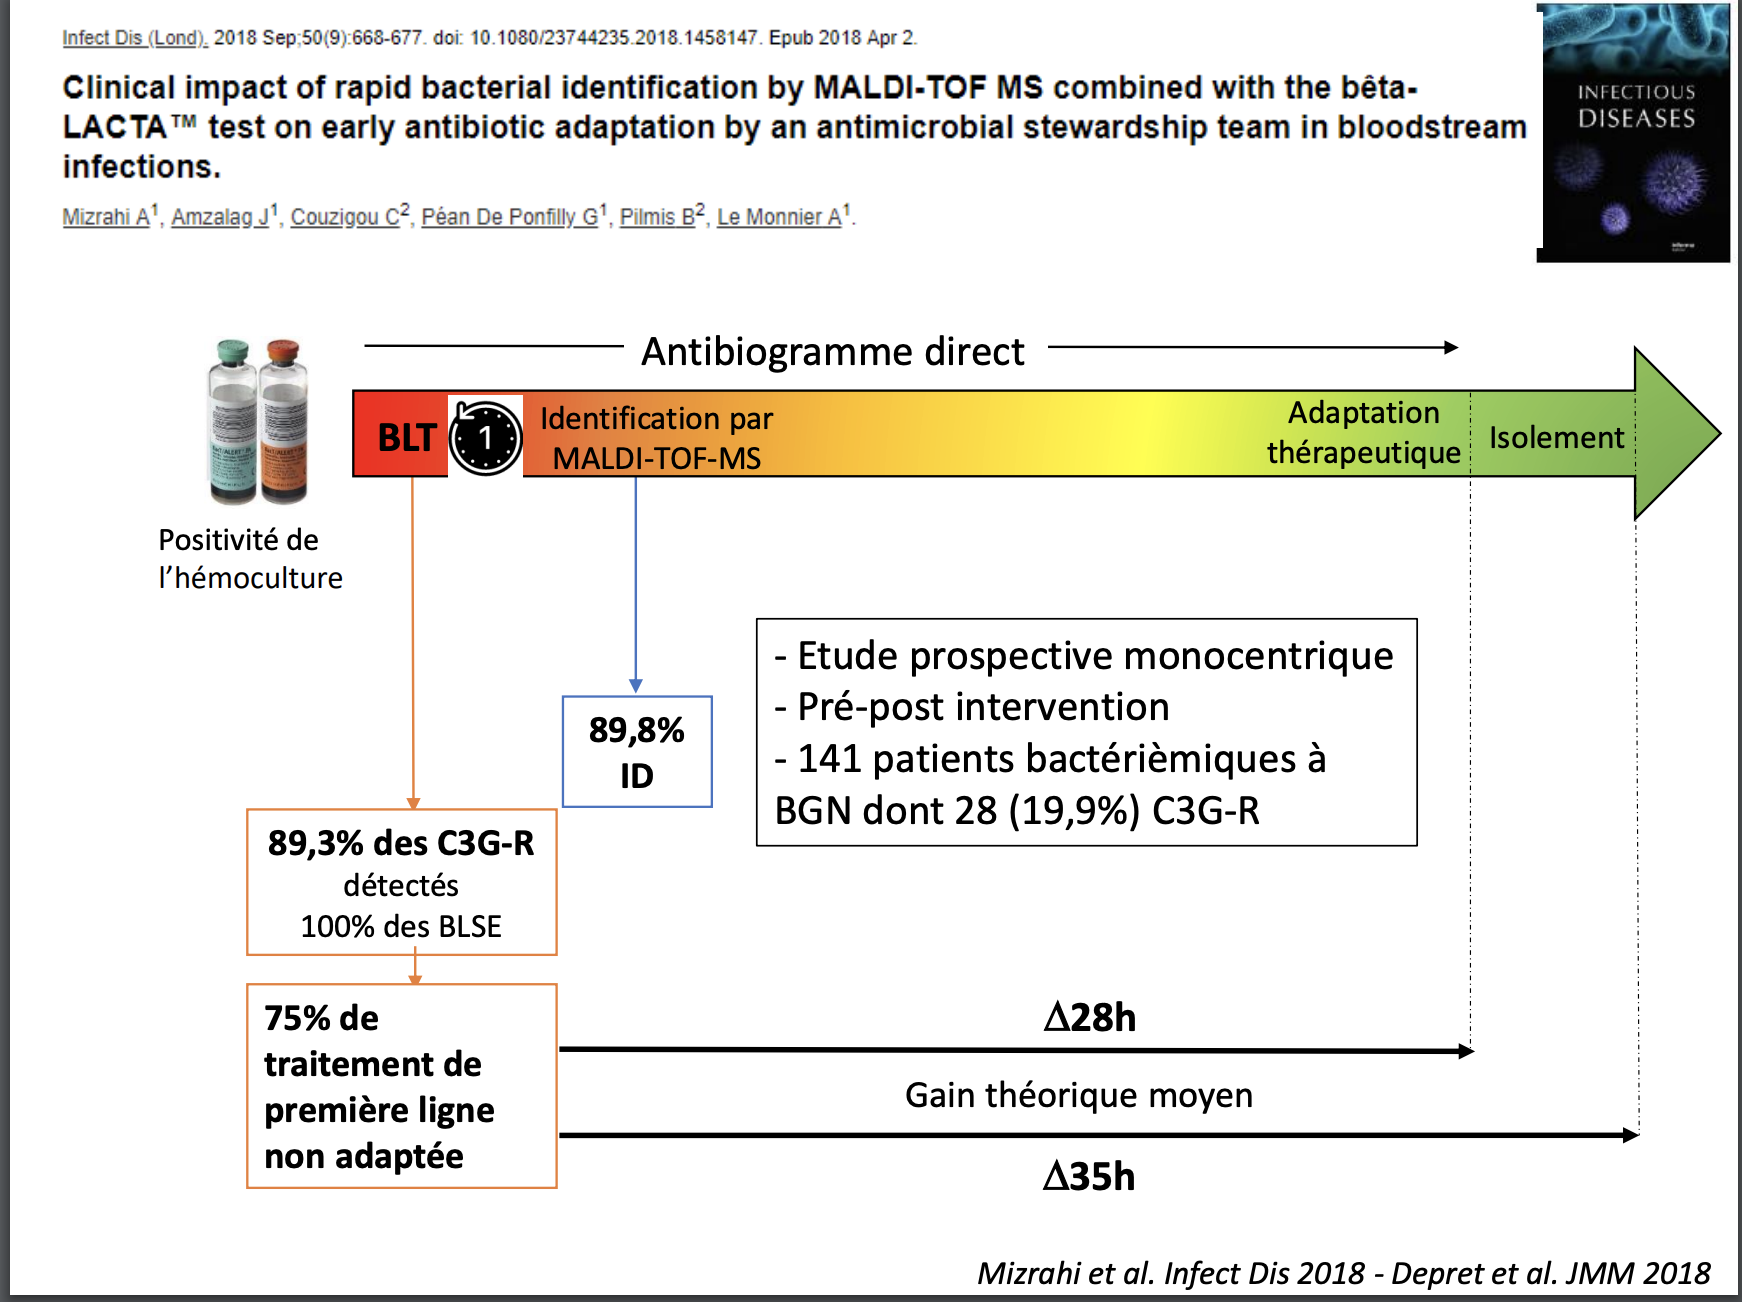 Infect Dis (Lond). 2018 Sep;50(9):668-677. doi: 10.1080/23744235.2018.1458147. Epub 2018 Apr 2.
Clinical impact of rapid bacterial identification by MALDI-TOF MS combined with the bêta-
LACTA™ test on early antibiotic adaptation by an antimicrobial stewardship team in bloodstream
infections.
Mizrahi A1, Amzalag J1, Couzigou C2, Péan De Ponfilly G1, Pilmis B2, Le Monnier A1.
INFECTIOUS
DISEASES
Antibiogramme direct
BLT
1
Identification par
MALDI-TOF-MS
Adaptation
thérapeutique
Isolement
Positivité de
l’hémoculture
- Etude prospective monocentrique
- Pré-post intervention
- 141 patients bactérièmiques à
BGN dont 28 (19,9%) C3G-R
89,8%
ID
89,3% des C3G-R
détectés
100% des BLSE
75% de
traitement de
première ligne
non adaptée
Δ28h
Gain théorique moyen
Δ35h
Mizrahi et al. Infect Dis 2018 - Depret et al. JMM 2018